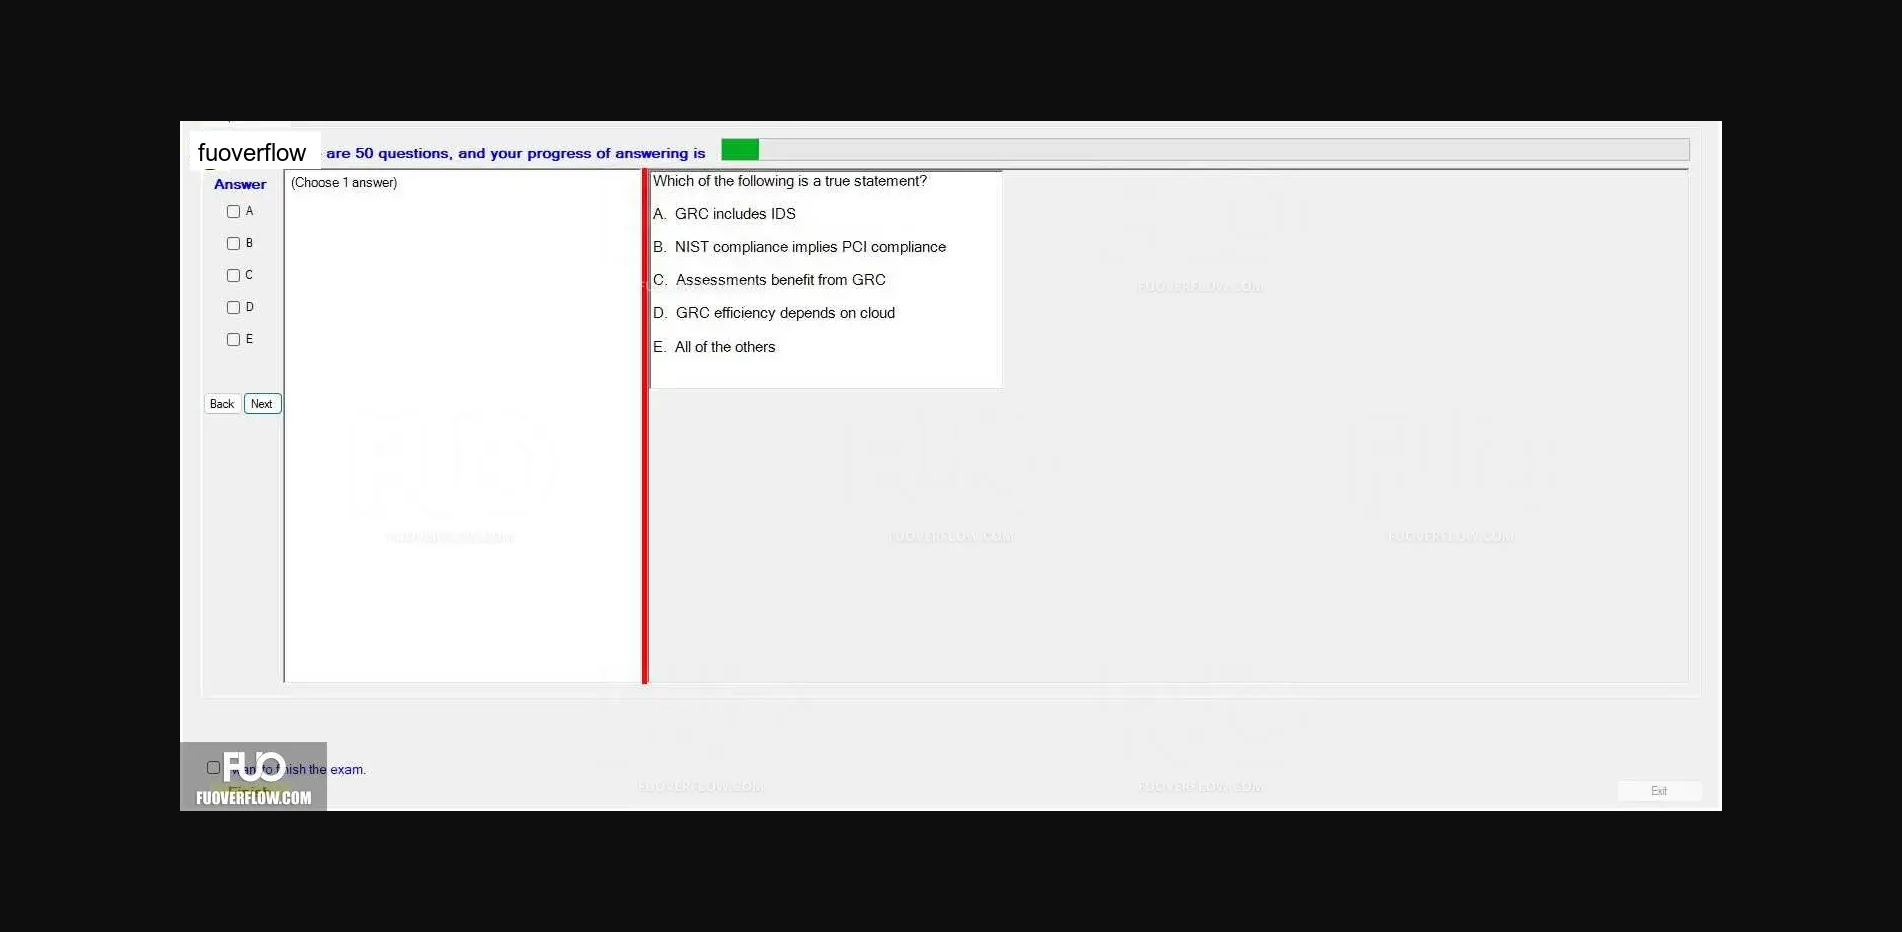 fuoverflow are 50 questions, and your progress of answering is
Answer
(Choose 1 answer)
Which of the following is a true statement?
A
A. GRC includes IDS
B
B. NIST compliance implies PCI compliance
C
C. Assessments benefit from GRC
D
D. GRC efficiency depends on cloud
E
E. All of the others
Back Next
FUOVERFLOW.COM
FUOVERFLOW.COM
FUOVERFLOW.COM
FUOVERFLOW.COM
FUO
want to finish the exam.
Finish
FUOVERFLOW.COM
FUOVERFLOW.COM
FUOVERFLOW.COM
Exit